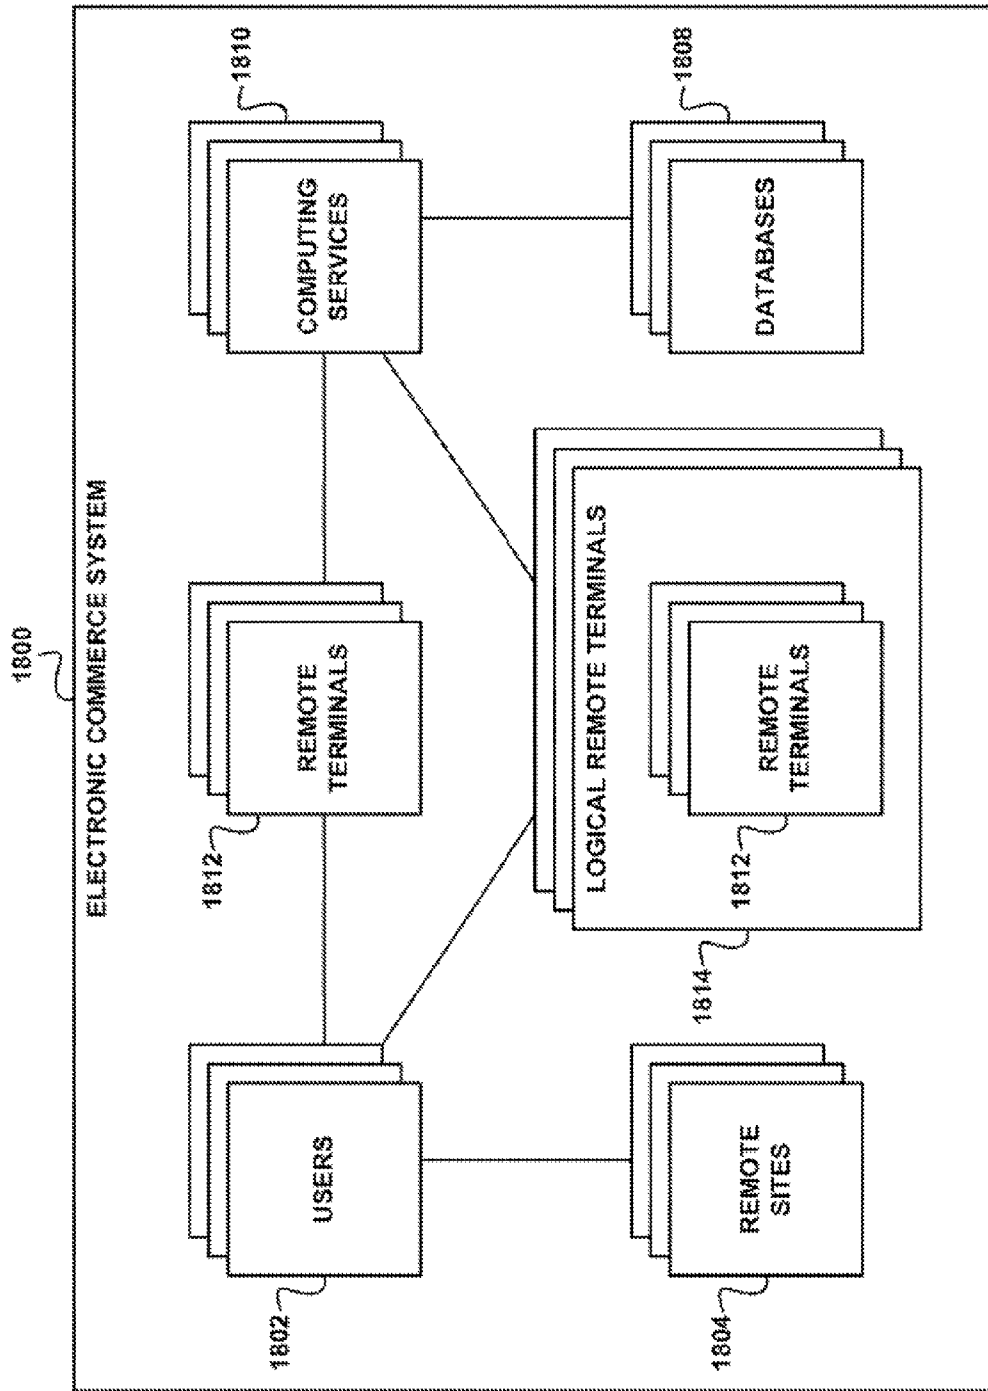 1800
ELECTRONIC COMMERCE SYSTEM
1802
USERS
1812
REMOTE
TERMINALS
COMPUTING
SERVICES
1810
1804
REMOTE
SITES
1814
LOGICAL REMOTE TERMINALS
1812
REMOTE
TERMINALS
DATABASES
1808